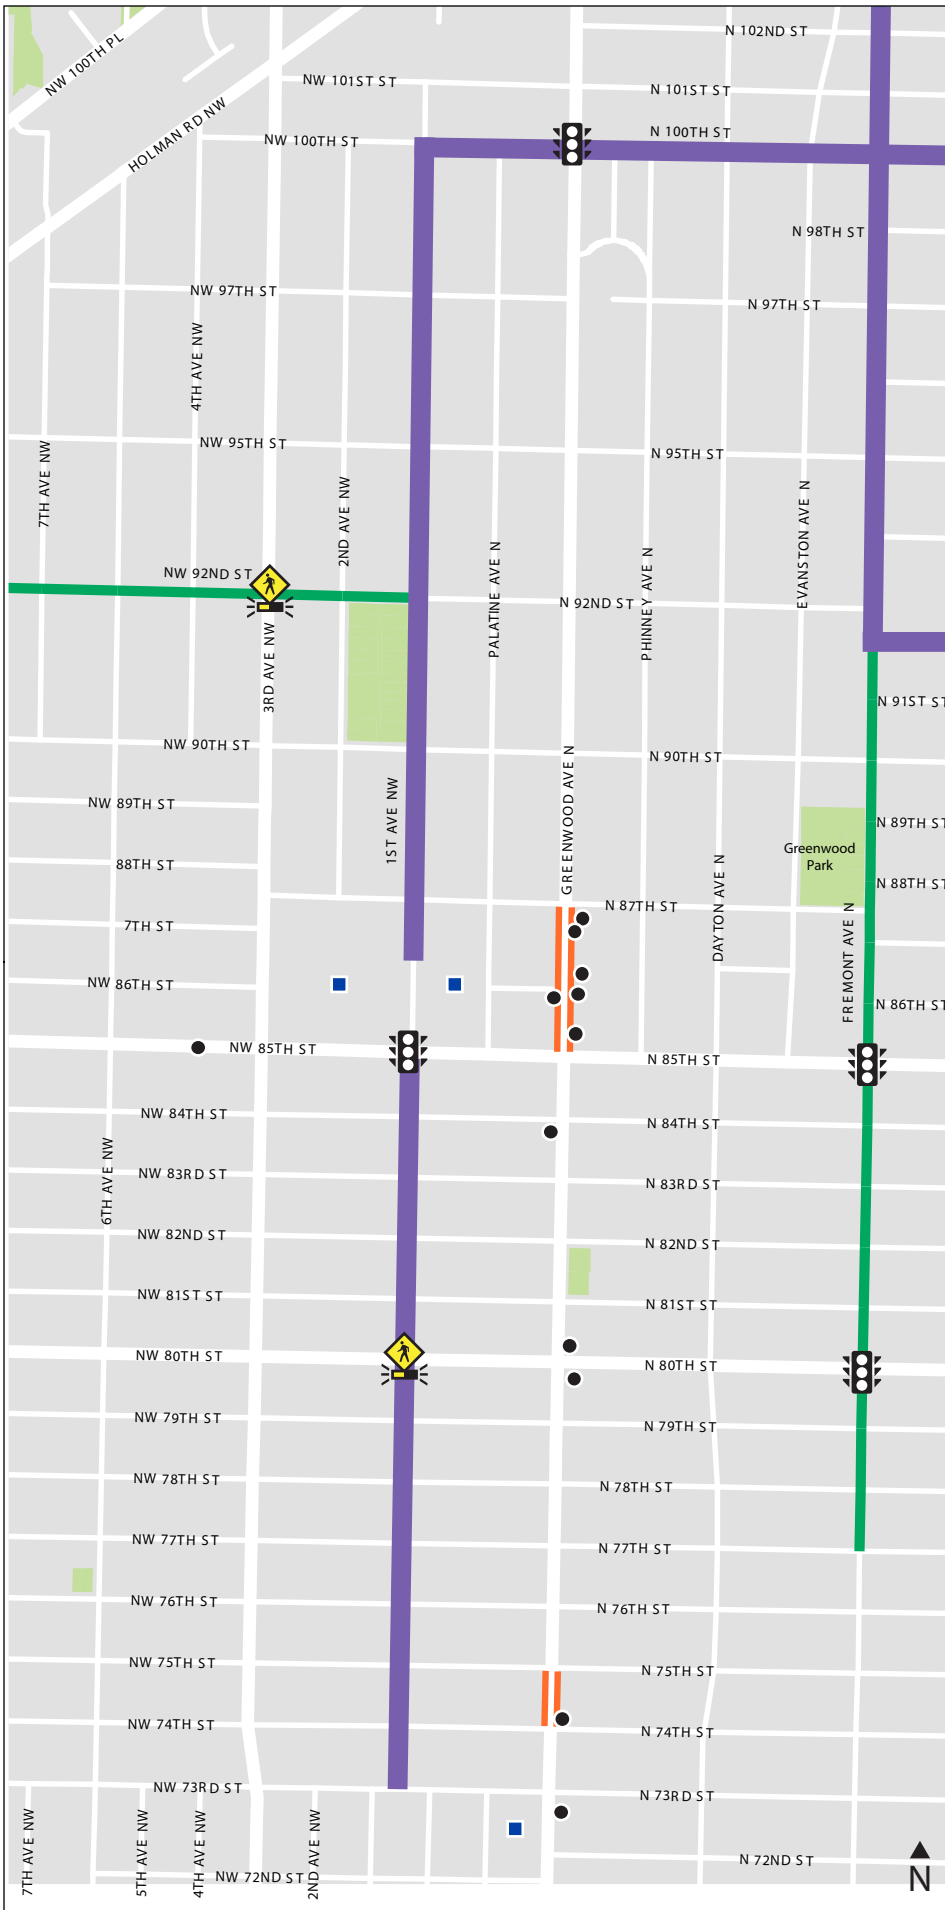 N 102ND ST
NW 100TH PL
NW 101ST ST
N 101ST ST
HOLMAN RD NW
NW 100TH ST
N 100TH ST
N 98TH ST
NW 97TH ST
N 97TH ST
4TH AVE NW
NW 95TH ST
N 95TH ST
7TH AVE NW
2ND AVE NW
EVANSTON AVE N
PALATINE AVE N
PHINNEY AVE N
NW 92ND ST
N 92ND ST
3RD AVE NW
N 91ST ST
NW 90TH ST
N 90TH ST
GREENWOOD AVE N
1ST AVE NW
NW 89TH ST
N 89TH ST
Greenwood
Park
88TH ST
N 88TH ST
DAYTON AVE N
N 87TH ST
FREMONT AVE N
7TH ST
NW 86TH ST
N 86TH ST
NW 85TH ST
N 85TH ST
NW 84TH ST
N 84TH ST
6TH AVE NW
NW 83RD ST
N 83RD ST
NW 82ND ST
N 82ND ST
NW 81ST ST
N 81ST ST
NW 80TH ST
N 80TH ST
NW 79TH ST
N 79TH ST
NW 78TH ST
N 78TH ST
NW 77TH ST
N 77TH ST
NW 76TH ST
N 76TH ST
NW 75TH ST
N 75TH ST
NW 74TH ST
N 74TH ST
NW 73RD ST
N 73RD ST
7TH AVE NW
5TH AVE NW
4TH AVE NW
2ND AVE NW
NW 72ND ST
N 72ND ST
N